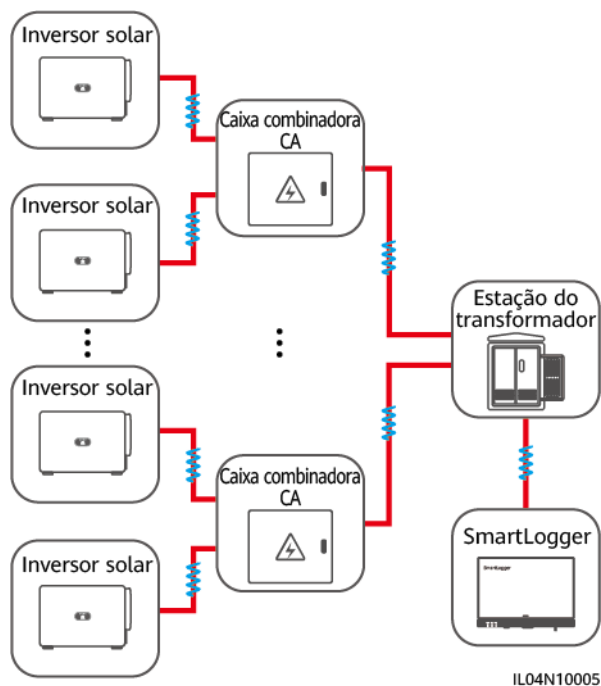 Inversor solar
Caixa combinadora
CA
Inversor solar
Estação do
transformador
Inversor solar
Caixa combinadora
CA
SmartLogger
SmartLogger
Inversor solar
IL04N10005